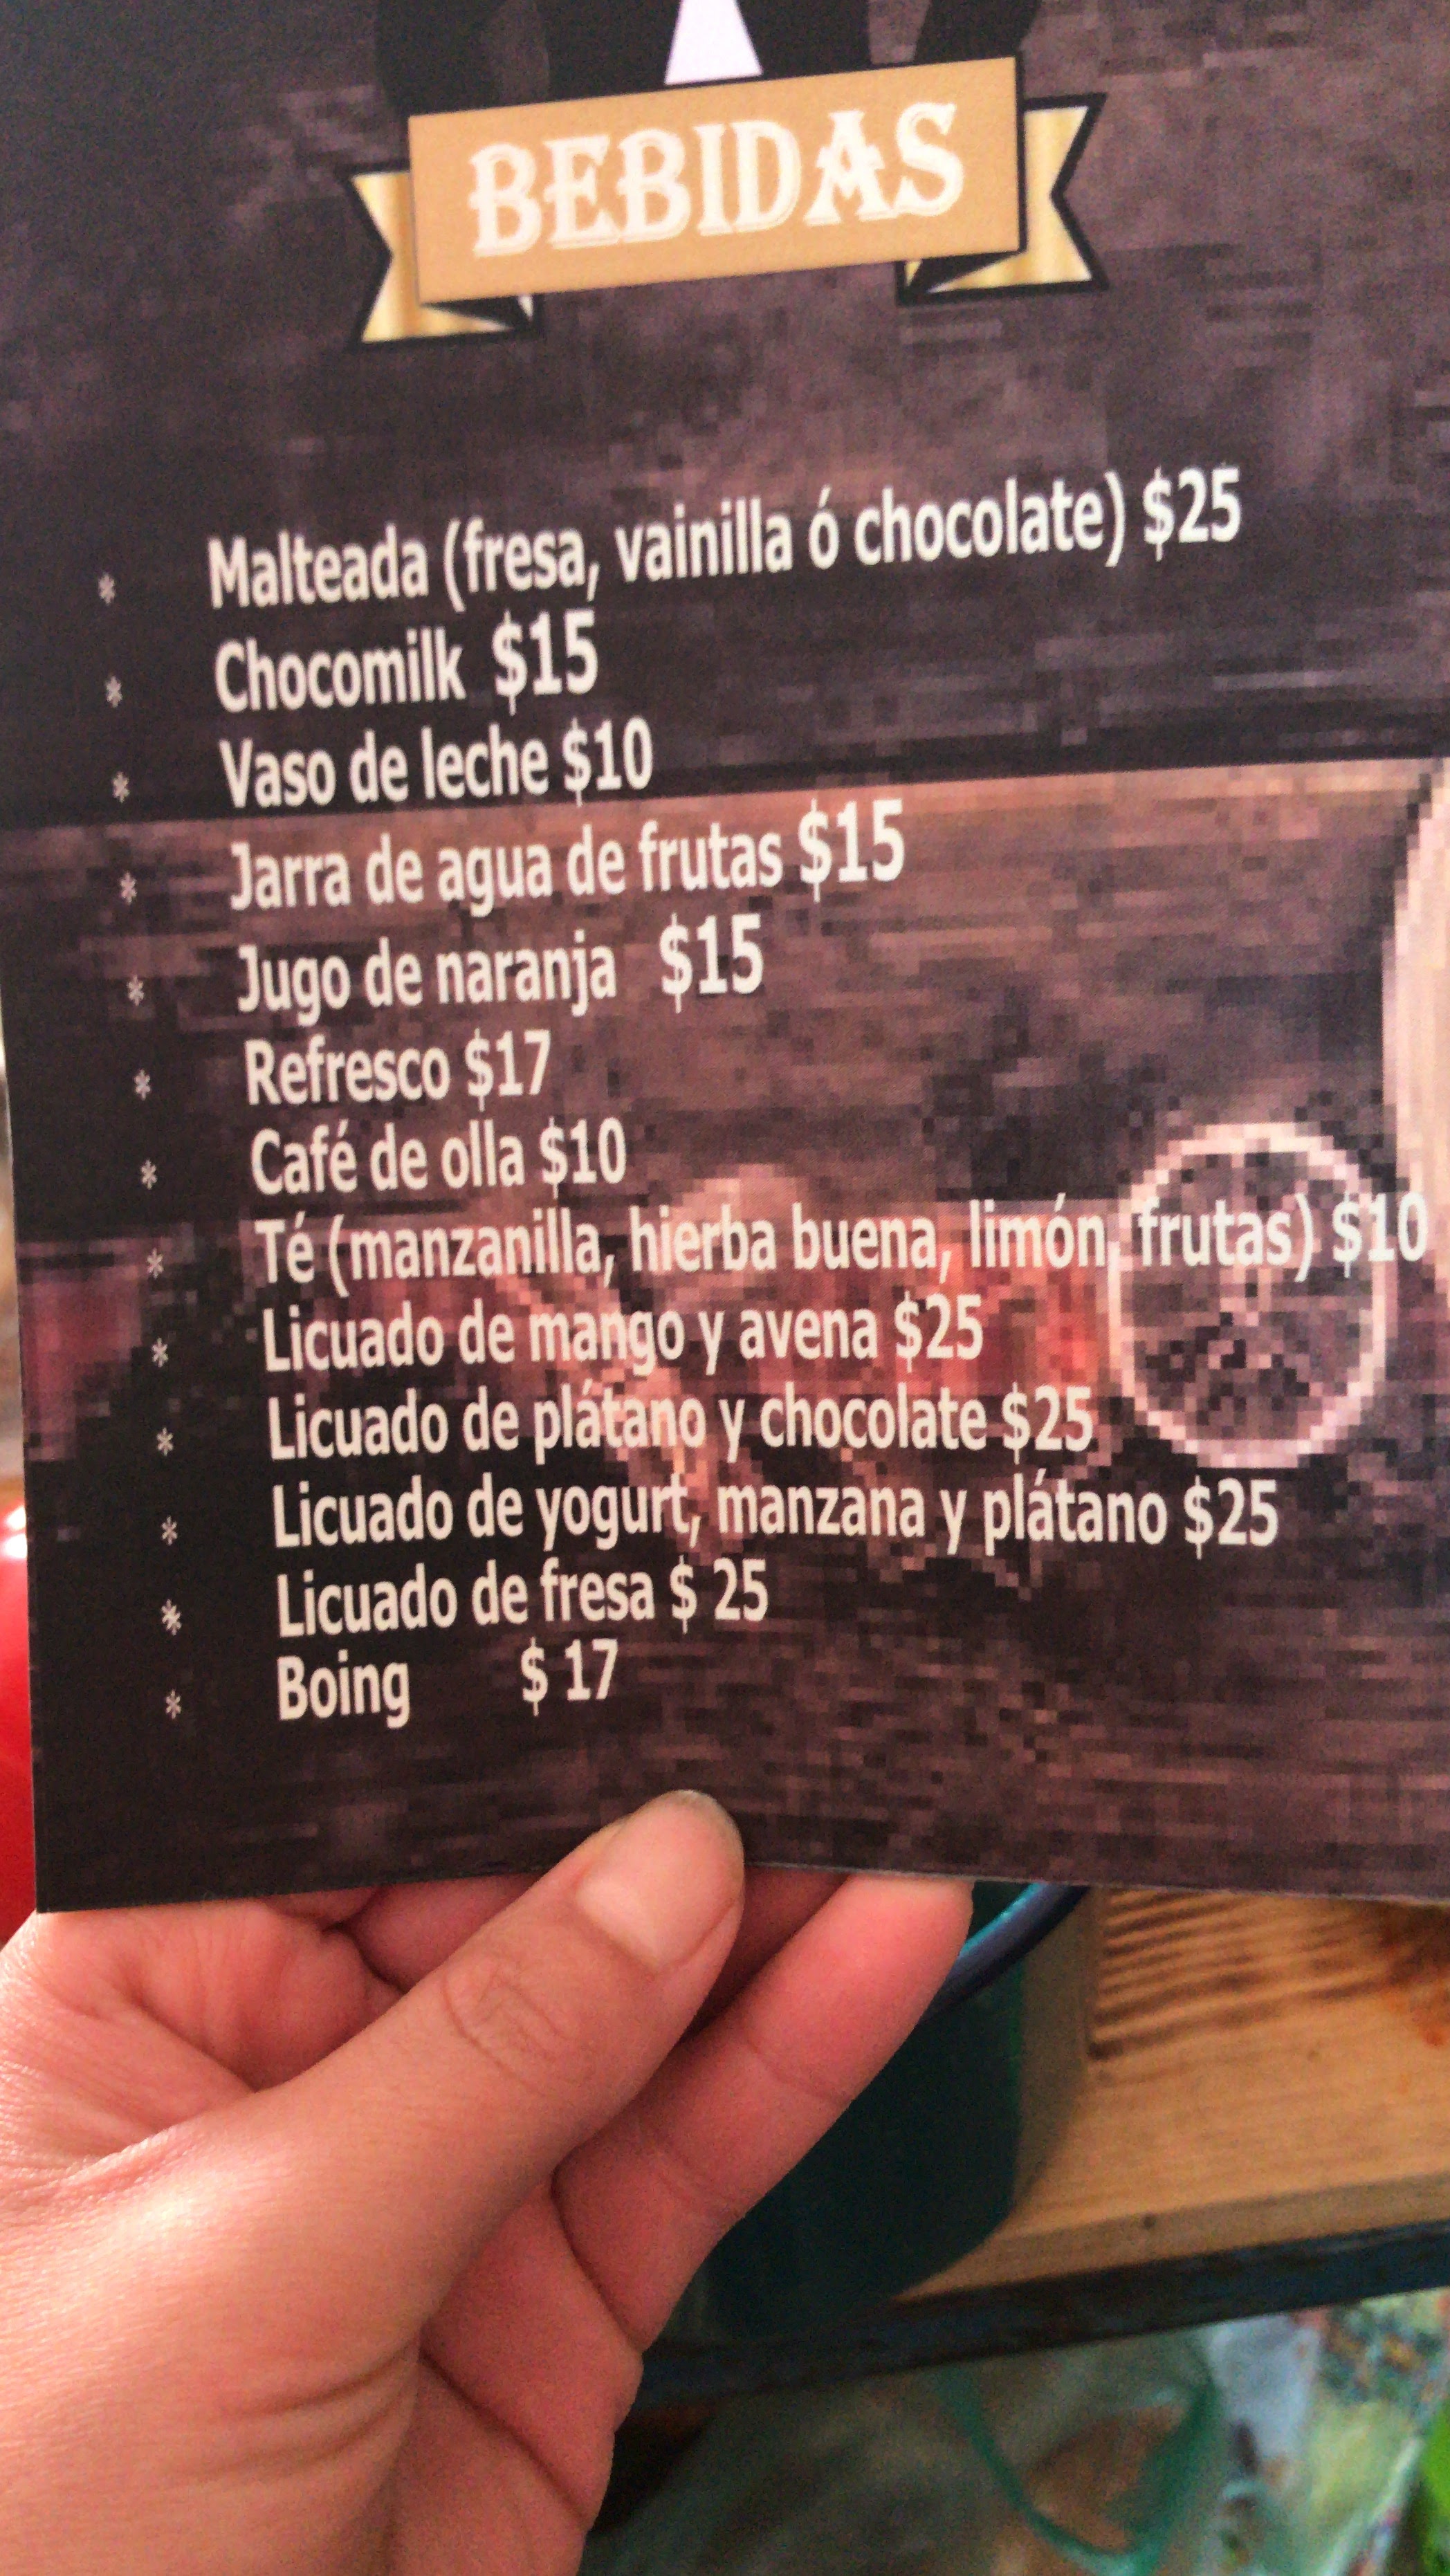 BEBIDAS
* Malteada (fresa, vainilla ó chocolate) $25
* Chocomilk $15
* Vaso de leche $10
* Jarra de agua de frutas $15
* Jugo de naranja $15
* Refresco $17
* Café de olla $10
* Té (manzanilla, hierba buena, limón, frutas) $10
* Licuado de mango y avena $25
* Licuado de plátano y chocolate $25
* Licuado de yogurt, manzana y plátano $25
* Licuado de fresa $ 25
* Boing $ 17